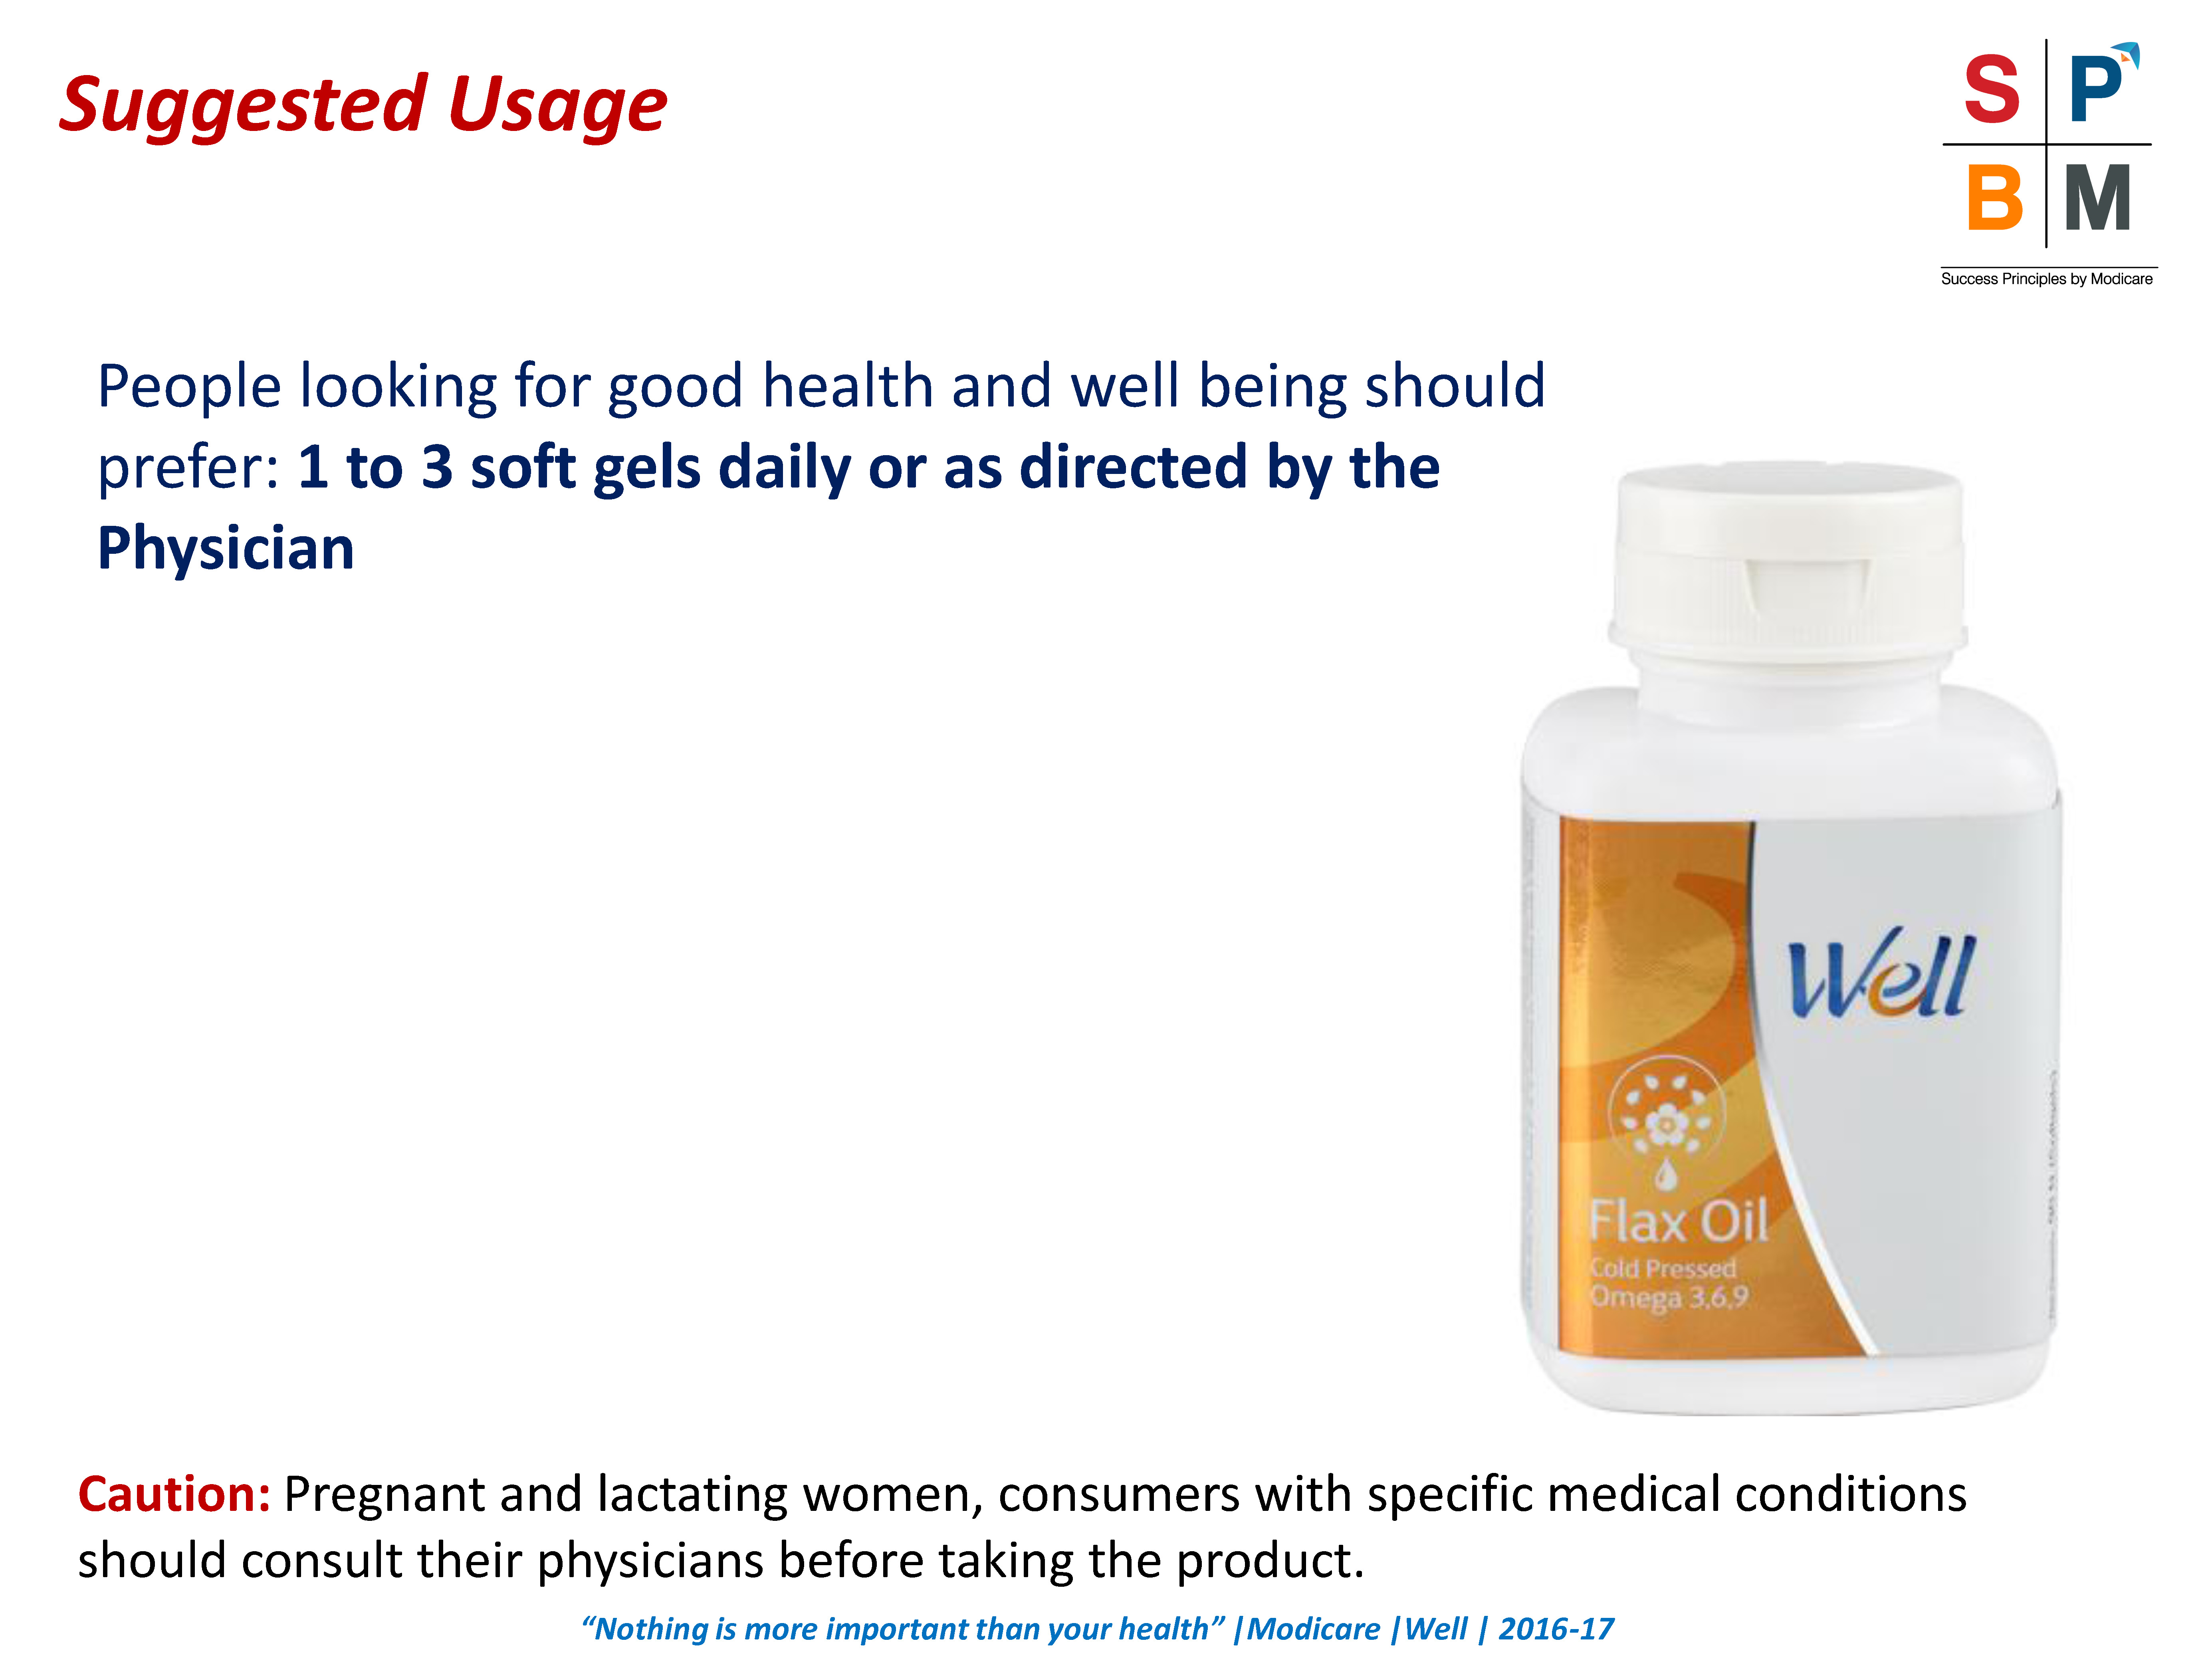 Suggested Usage
S P
B M
Success Principles by Modicare
People looking for good health and well being should
prefer: 1 to 3 soft gels daily or as directed by the
Physician
Well
Flax Oil
Cold Pressed
Omega 3,6,9
Caution: Pregnant and lactating women, consumers with specific medical conditions
should consult their physicians before taking the product.
“Nothing is more important than your health” |Modicare |Well | 2016-17